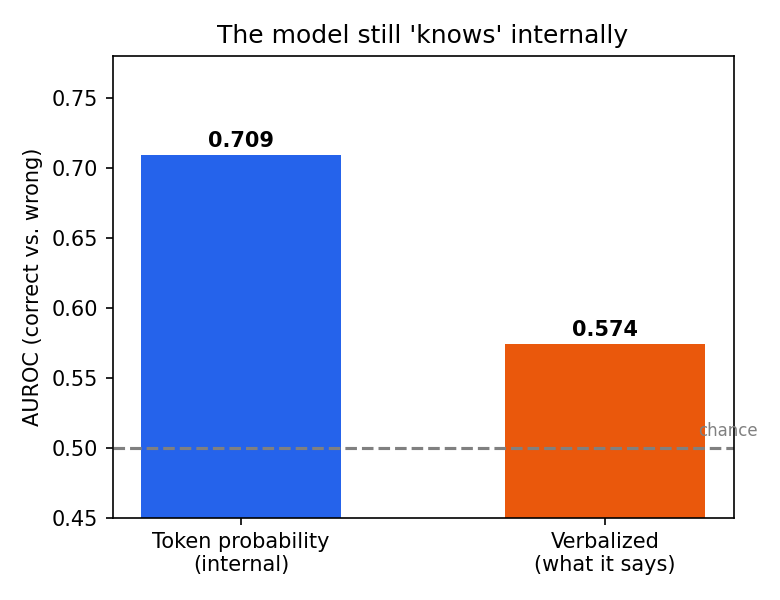 The model still 'knows' internally
AUROC (correct vs. wrong)
0.75
0.70
0.65
0.60
0.55
0.50
0.45
0.709
0.574
chance
Token probability
(internal)
Verbalized
(what it says)